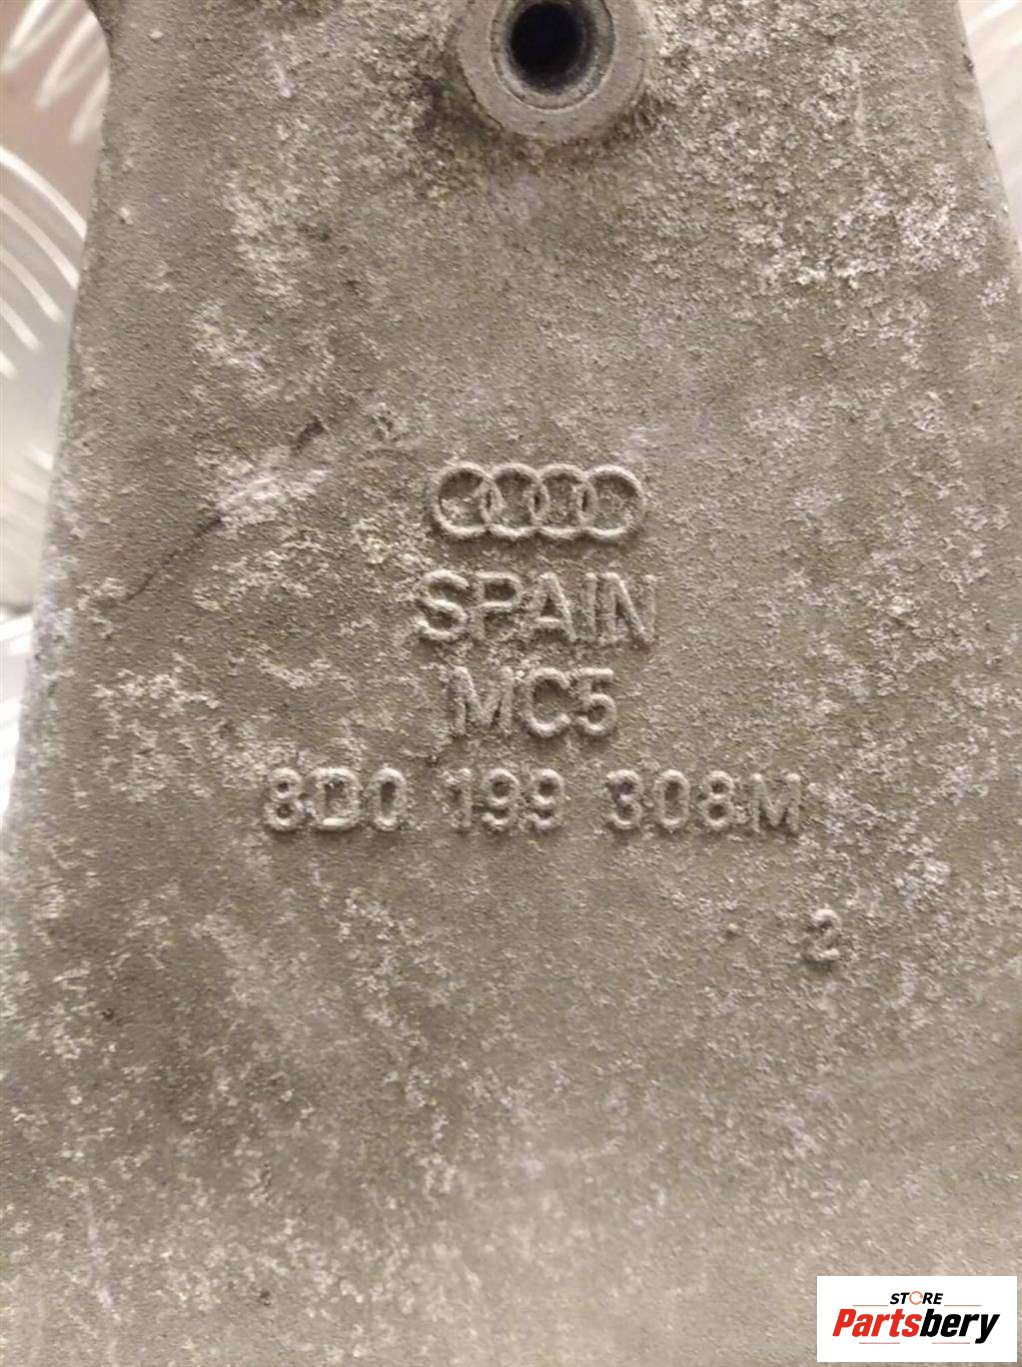 SPAIN
MC5
8D0 199 308M
2
STORE
Partsbery